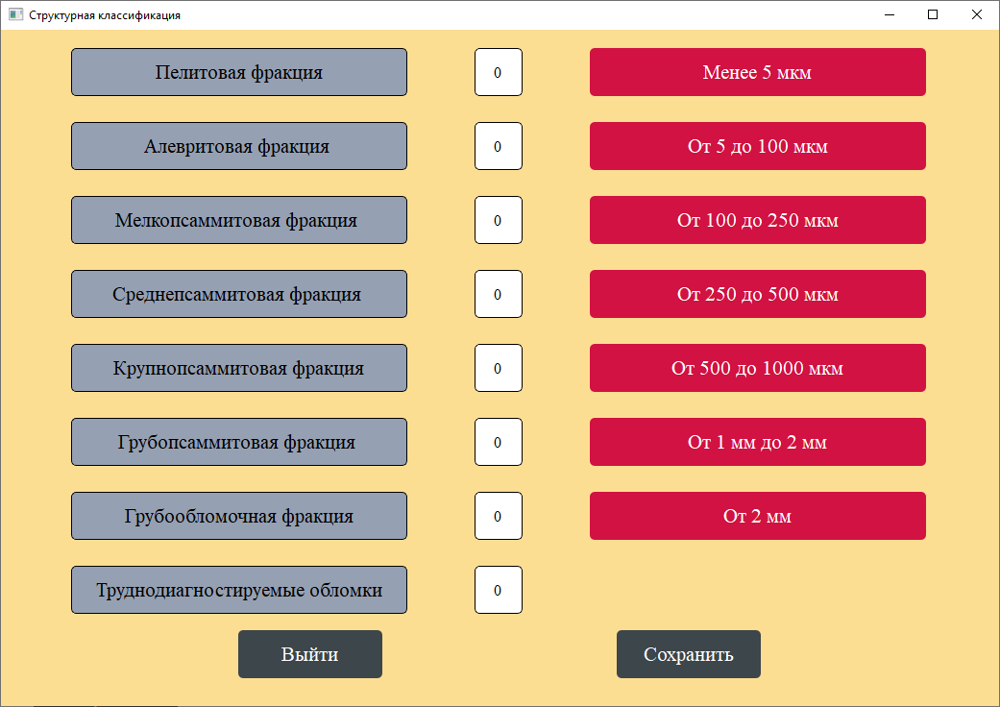 Структурная классификация
Пелитовая фракция 0 Менее 5 мкм
Алевритовая фракция 0 От 5 до 100 мкм
Мелкопсаммитовая фракция 0 От 100 до 250 мкм
Среднепсаммитовая фракция 0 От 250 до 500 мкм
Крупнопсаммитовая фракция 0 От 500 до 1000 мкм
Грубопсаммитовая фракция 0 От 1 мм до 2 мм
Грубообломочная фракция 0 От 2 мм
Труднодиагностируемые обломки 0
Выйти Сохранить